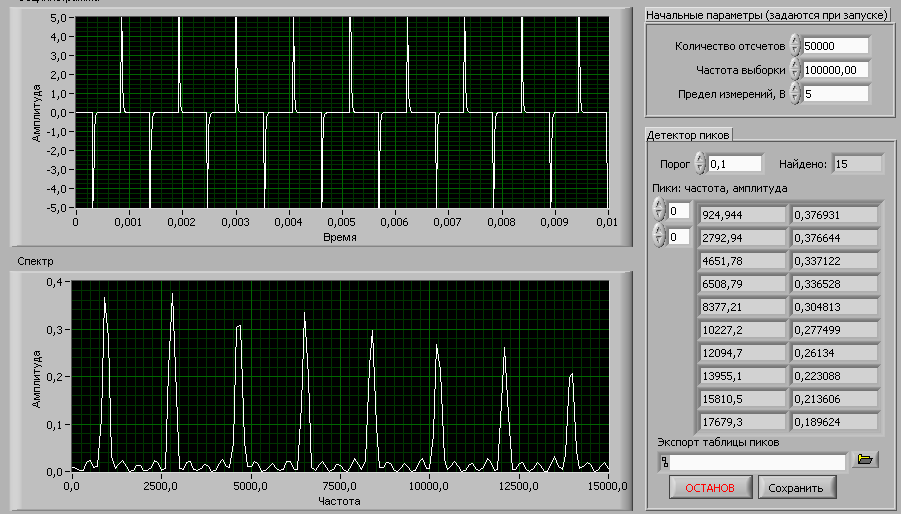 5,0
4,0
3,0
2,0
1,0
0,0
-1,0
-2,0
-3,0
-4,0
-5,0
Амплитуда
0 0,001 0,002 0,003 0,004 0,005 0,006 0,007 0,008 0,009 0,01
Время
Спектр
0,4
0,3
0,2
0,1
0,0
Амплитуда
0,0 2500,0 5000,0 7500,0 10000,0 12500,0 15000,0
Частота
Начальные параметры (задаются при запуске)
Количество отсчетов 50000
Частота выборки 100000,00
Предел измерений, В 5
Детектор пиков
Порог 0,1 Найдено: 15
Пики: частота, амплитуда
0 924,944 0,376931
0 2792,94 0,376644
4651,78 0,337122
6508,79 0,336528
8377,21 0,304813
10227,2 0,277499
12094,7 0,26134
13955,1 0,223088
15810,5 0,213606
17679,3 0,189624
Экспорт таблицы пиков
ОСТАНОВ Сохранить